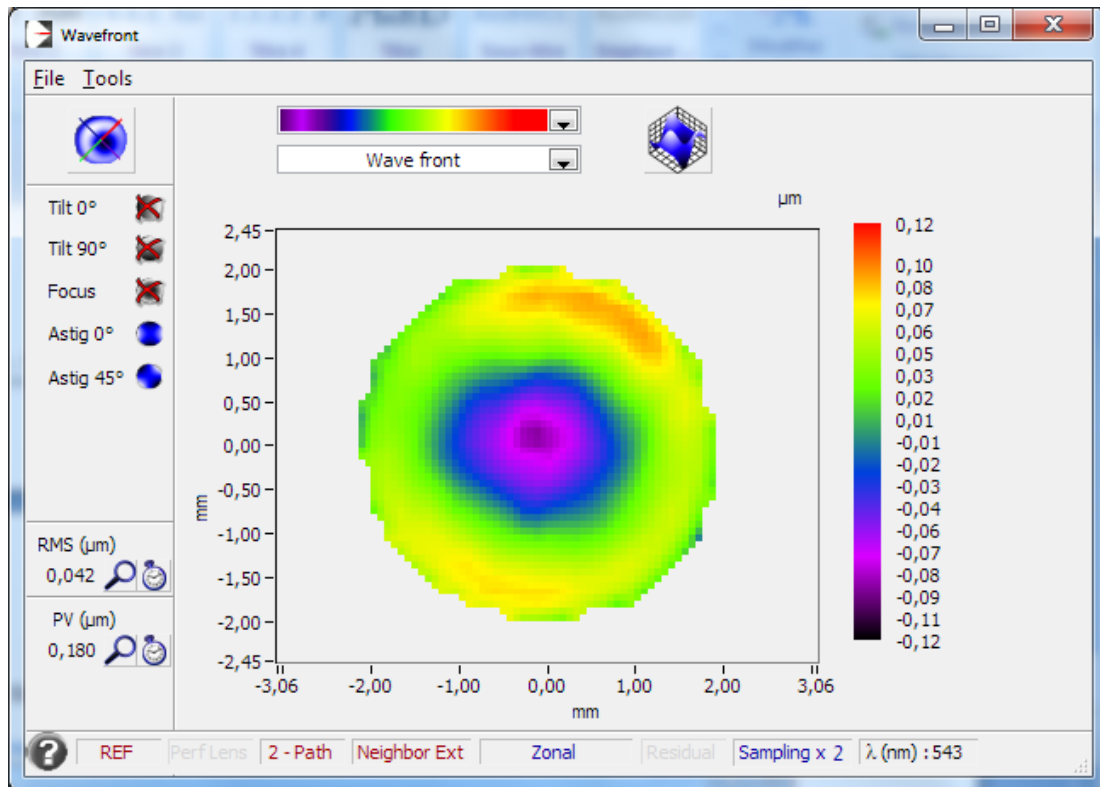 Wavefront
File Tools
Wave front
Tilt 0°
Tilt 90°
Focus
Astig 0°
Astig 45°
RMS (µm)
0,042
PV (µm)
0,180
µm
2,45
2,00
1,50
1,00
0,50
0,00
-0,50
-1,00
-1,50
-2,00
-2,45
mm
-3,06 -2,00 -1,00 0,00 1,00 2,00 3,06
mm
0,12
0,10
0,08
0,07
0,06
0,05
0,03
0,02
0,01
-0,01
-0,02
-0,03
-0,04
-0,06
-0,07
-0,08
-0,09
-0,11
-0,12
? REF Perf Lens 2 - Path Neighbor Ext Zonal Residual Sampling x 2 λ (nm) : 543